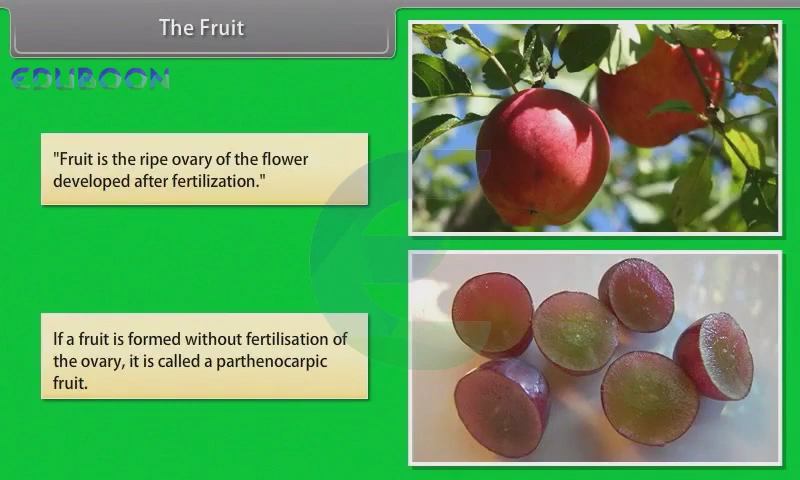 The Fruit
EDUBOON
"Fruit is the ripe ovary of the flower
developed after fertilization."
If a fruit is formed without fertilisation of
the ovary, it is called a parthenocarpic
fruit.